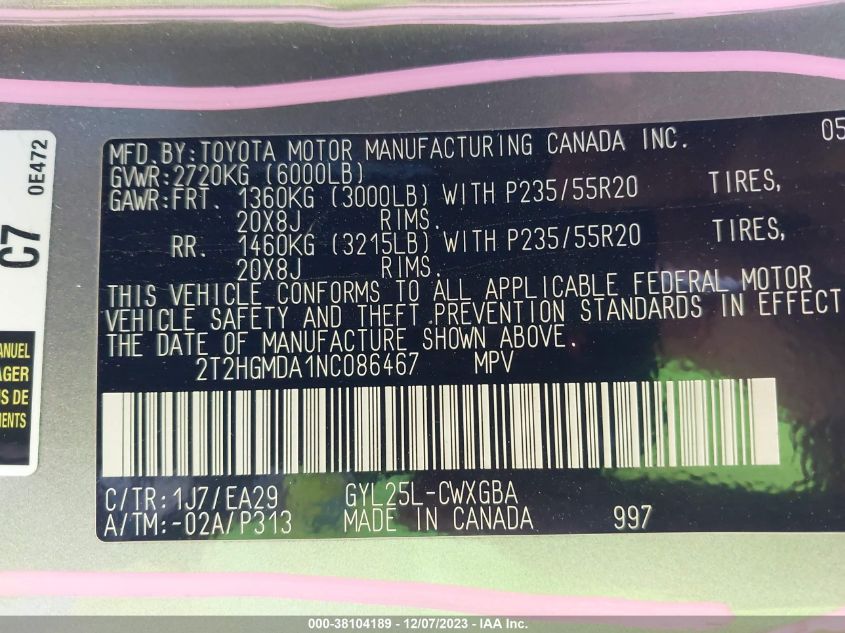 MFD. BY: TOYOTA MOTOR MANUFACTURING CANADA INC. 05
GVWR: 2720KG (6000LB)
GAWR: FRT. 1360KG (3000LB) WITH P235/55R20 TIRES,
20X8J RIMS.
RR. 1460KG (3215LB) WITH P235/55R20 TIRES,
20X8J RIMS.
THIS VEHICLE CONFORMS TO ALL APPLICABLE FEDERAL MOTOR
VEHICLE SAFETY AND THEFT PREVENTION STANDARDS IN EFFECT
THE DATE OF MANUFACTURE SHOWN ABOVE.
2T2HGMDA1NC086467 MPV
C/TR: 1J7/EA29 GYL25L-CWXGBA
A/TM: -02A/P313 MADE IN CANADA 997
C7
0E472
ANUEL
AGER
US DE
MENTS
000-38104189 - 12/07/2023 - IAA Inc.